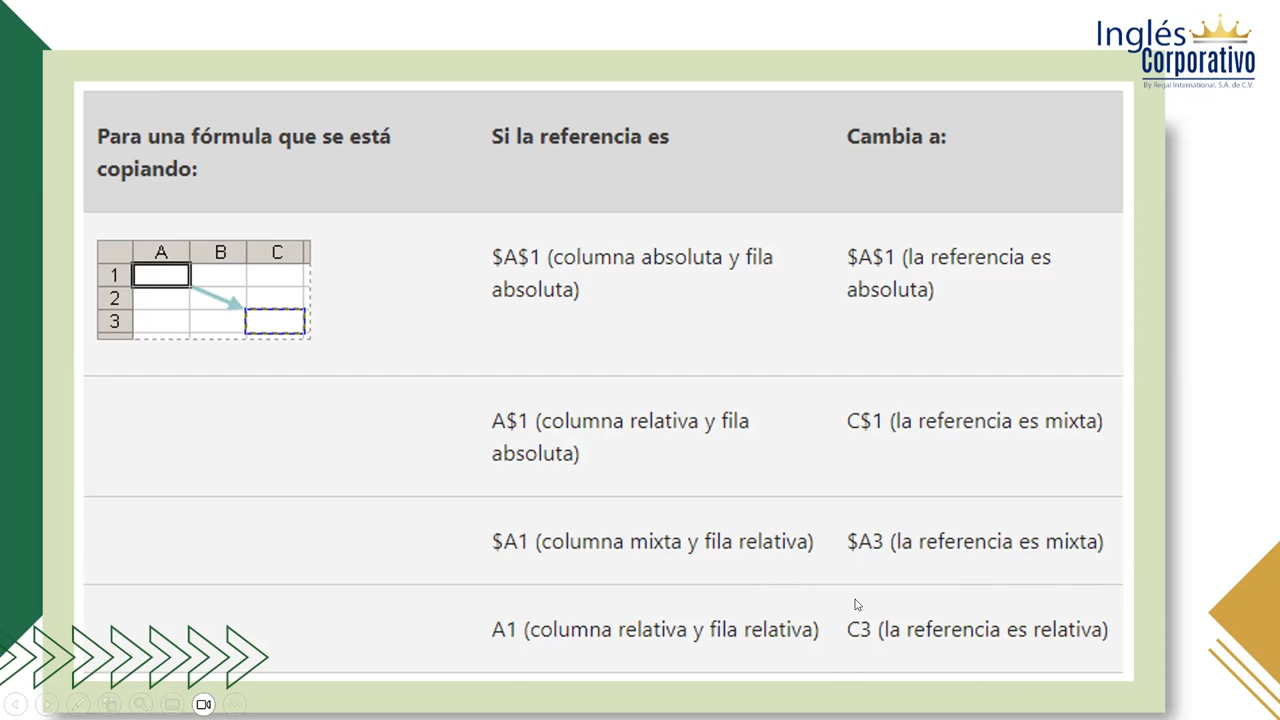 Inglés
Corporativo
By Regal International, S.A. de C.V.
Para una fórmula que se está
copiando:
Si la referencia es
Cambia a:
A B C
1
2
3
$A$1 (columna absoluta y fila
absoluta)
$A$1 (la referencia es
absoluta)
A$1 (columna relativa y fila
absoluta)
C$1 (la referencia es mixta)
$A1 (columna mixta y fila relativa)
$A3 (la referencia es mixta)
A1 (columna relativa y fila relativa)
C3 (la referencia es relativa)